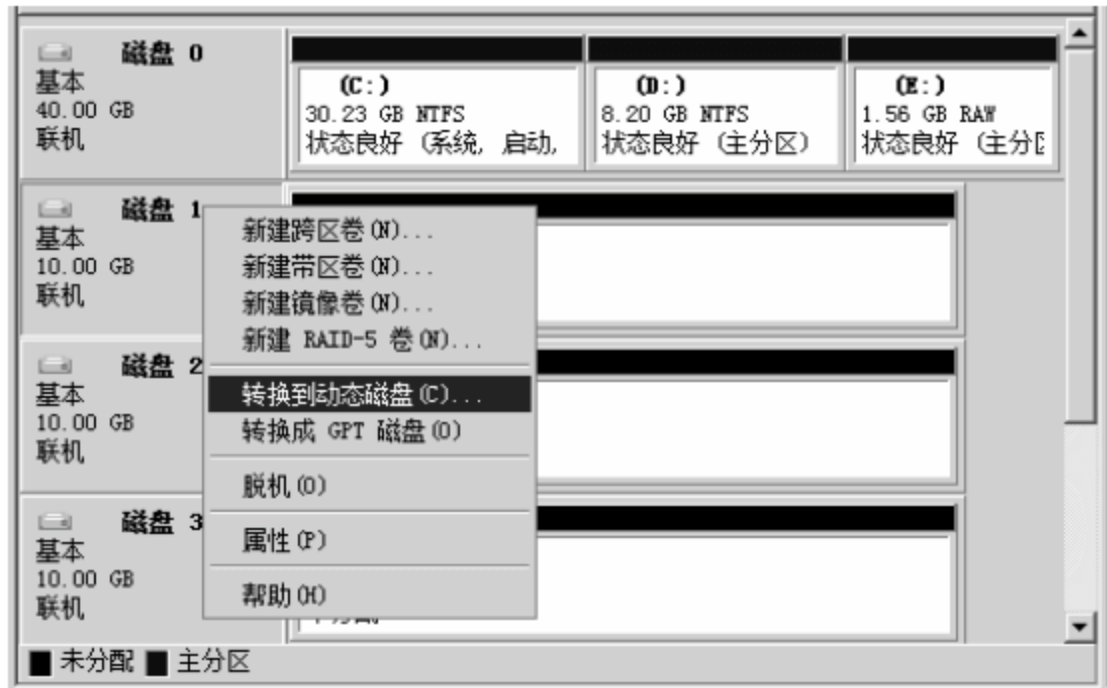 磁盘 0
基本
40.00 GB
联机
(C:)
30.23 GB NTFS
状态良好 (系统, 启动,
(D:)
8.20 GB NTFS
状态良好 (主分区)
(E:)
1.56 GB RAW
状态良好 (主分区
磁盘 1
基本
10.00 GB
联机
新建跨区卷(N)...
新建带区卷(N)...
新建镜像卷(N)...
新建 RAID-5 卷(N)...
转换到动态磁盘(C)...
转换成 GPT 磁盘(O)
脱机(O)
属性(P)
帮助(H)
磁盘 2
基本
10.00 GB
联机
磁盘 3
基本
10.00 GB
联机
未分配 主分区